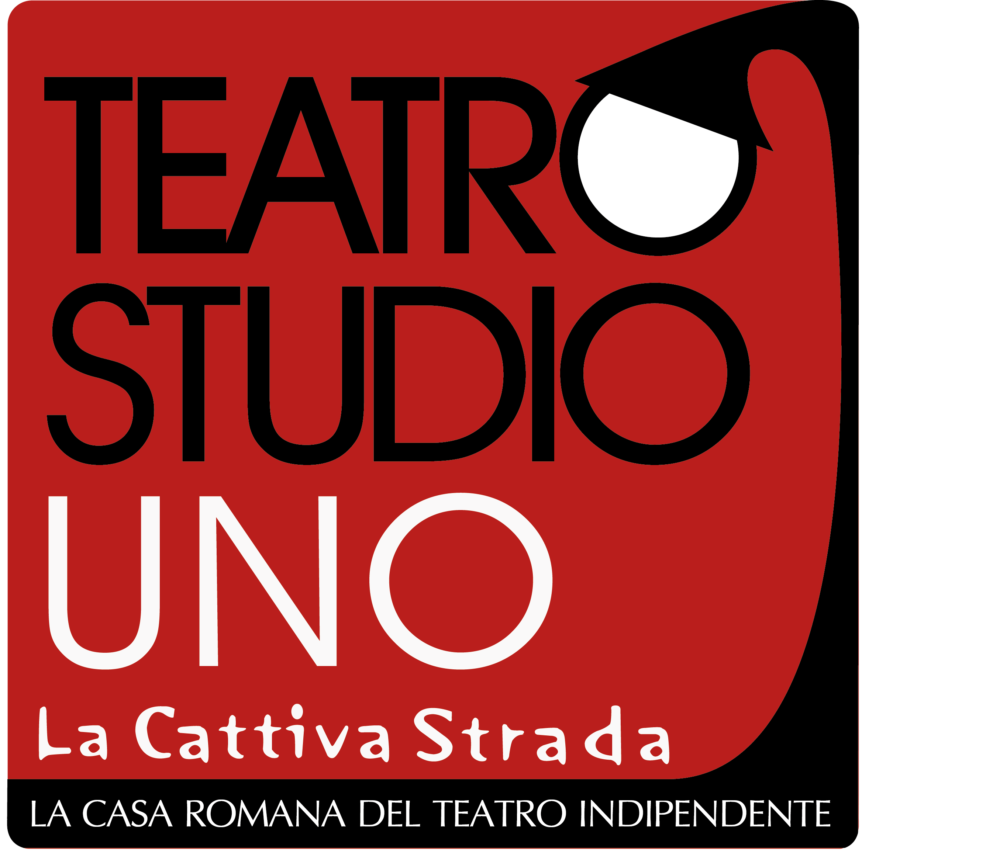 TEATRO
STUDIO
UNO
La Cattiva Strada
LA CASA ROMANA DEL TEATRO INDIPENDENTE